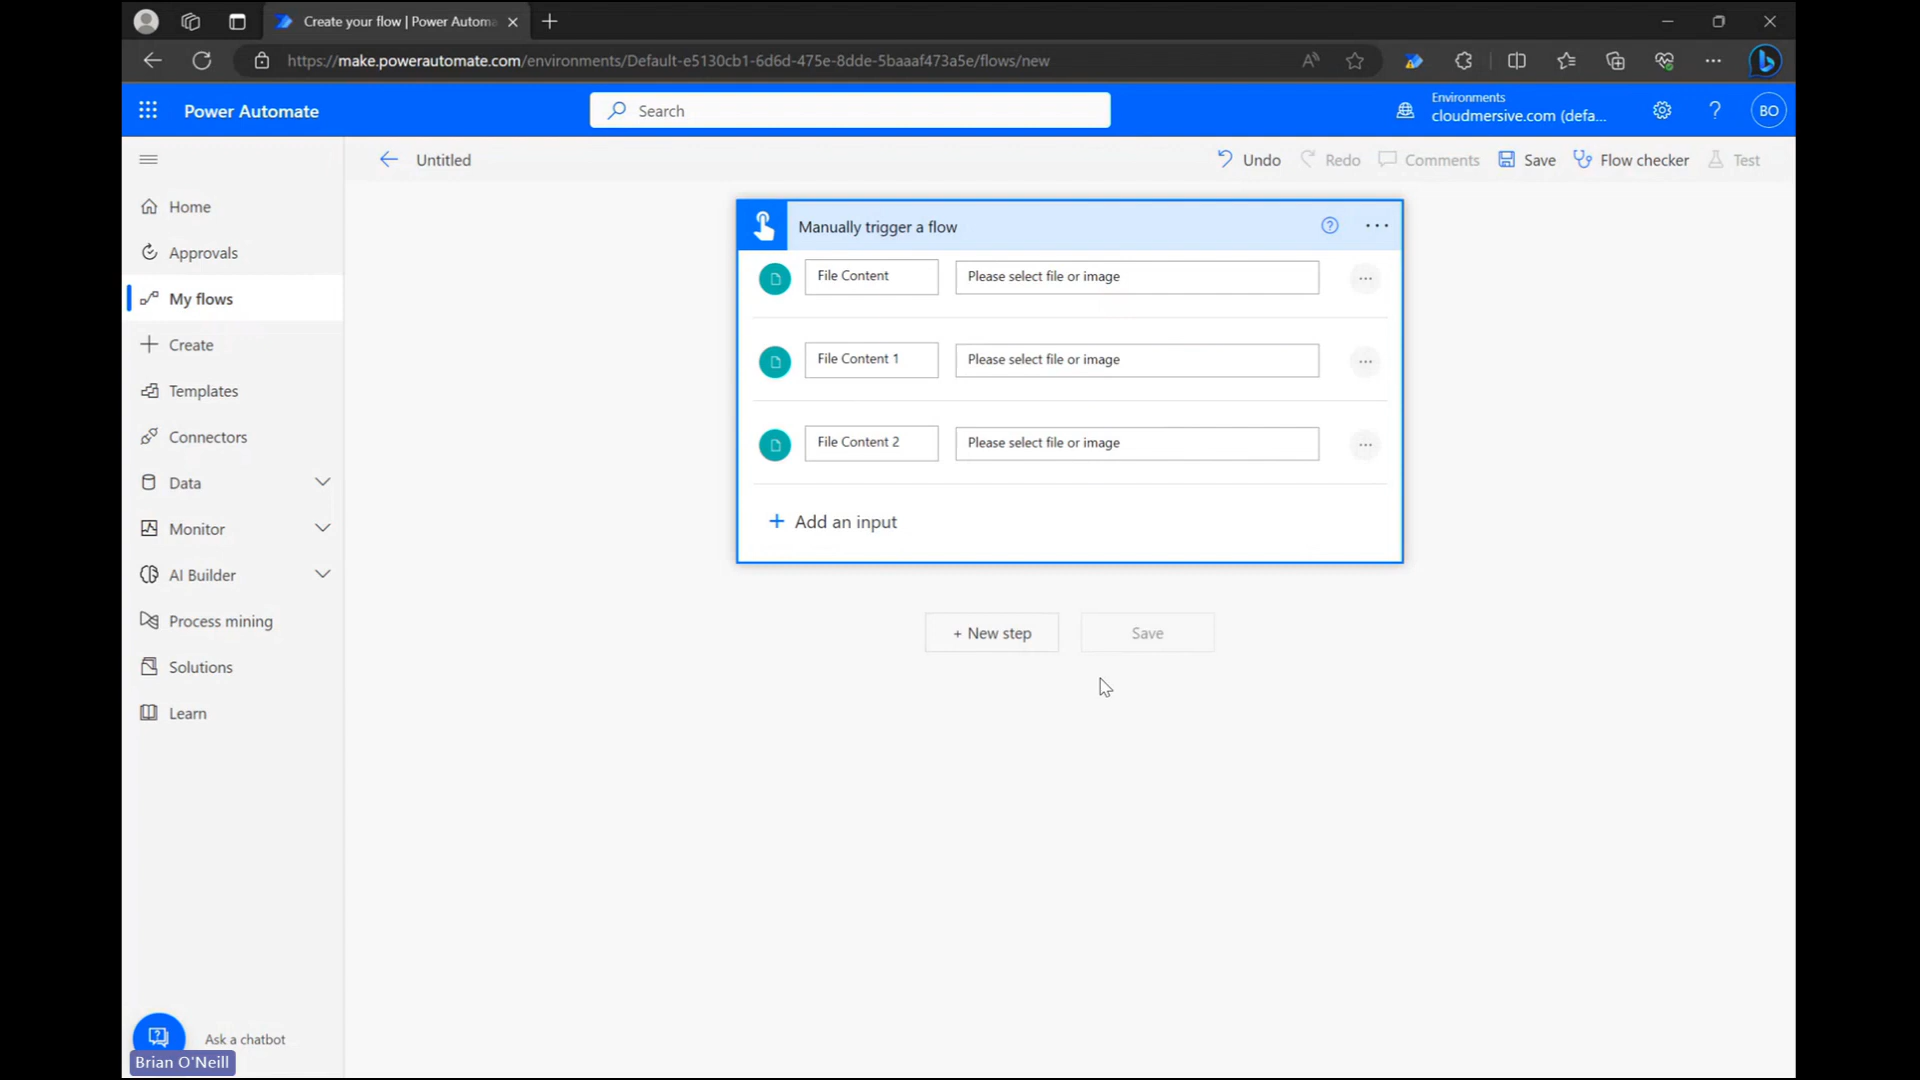 Create your flow | Power Automa
https://make.powerautomate.com/environments/Default-e5130cb1-6d6d-475e-8dde-5baaaf473a5e/flows/new
Power Automate
Search
Environments
cloudmersive.com (defa...
BO
Untitled
Undo
Redo
Comments
Save
Flow checker
Test
Home
Approvals
My flows
Create
Templates
Connectors
Data
Monitor
AI Builder
Process mining
Solutions
Learn
Manually trigger a flow
File Content
Please select file or image
File Content 1
Please select file or image
File Content 2
Please select file or image
+ Add an input
+ New step
Save
Ask a chatbot
Brian O'Neill